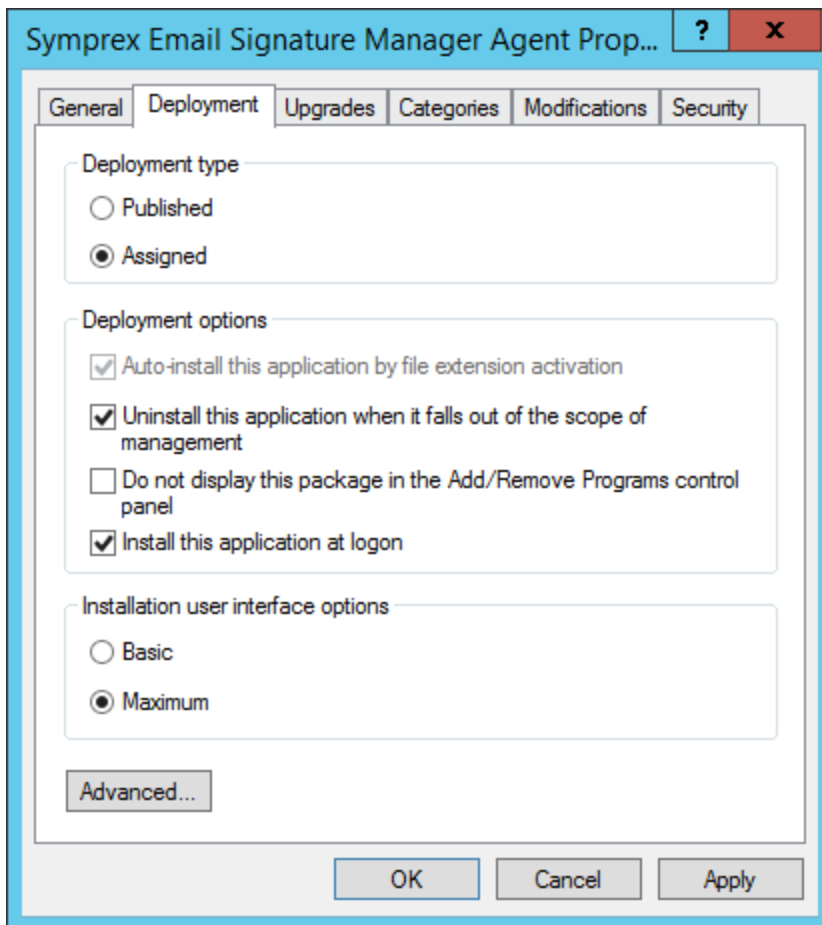 Symprex Email Signature Manager Agent Prop... ? x
General Deployment Upgrades Categories Modifications Security
Deployment type
Published
Assigned
Deployment options
Auto-install this application by file extension activation
Uninstall this application when it falls out of the scope of
management
Do not display this package in the Add/Remove Programs control
panel
Install this application at logon
Installation user interface options
Basic
Maximum
Advanced...
OK Cancel Apply